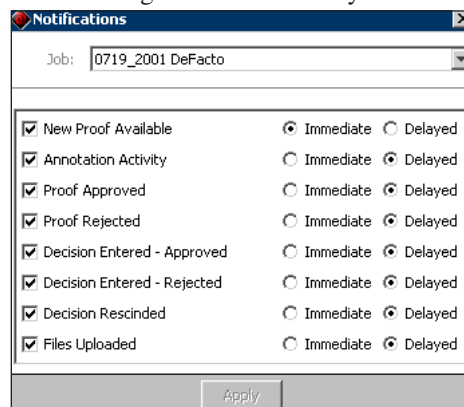 Notifications
Job: 0719_2001 DeFacto
New Proof Available Immediate Delayed
Annotation Activity Immediate Delayed
Proof Approved Immediate Delayed
Proof Rejected Immediate Delayed
Decision Entered - Approved Immediate Delayed
Decision Entered - Rejected Immediate Delayed
Decision Rescinded Immediate Delayed
Files Uploaded Immediate Delayed
Apply